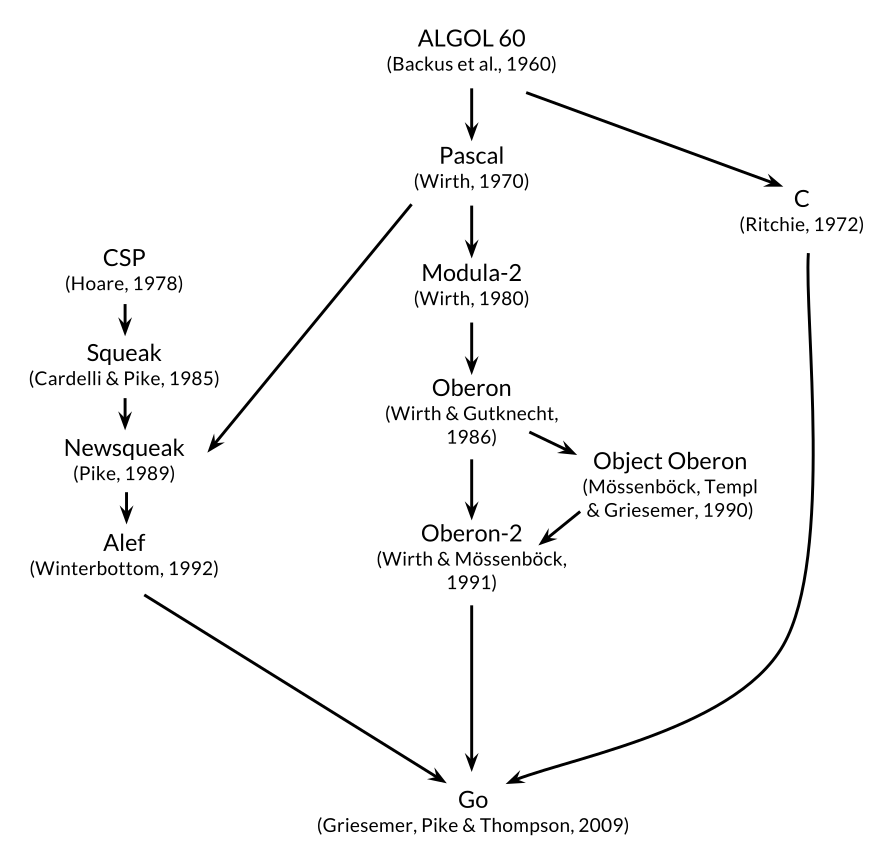 ALGOL 60
(Backus et al., 1960)
Pascal
(Wirth, 1970)
C
(Ritchie, 1972)
CSP
(Hoare, 1978)
Modula-2
(Wirth, 1980)
Squeak
(Cardelli & Pike, 1985)
Oberon
(Wirth & Gutknecht,
1986)
Newsqueak
(Pike, 1989)
Object Oberon
(Mössenböck, Templ
& Griesemer, 1990)
Oberon-2
(Wirth & Mössenböck,
1991)
Alef
(Winterbottom, 1992)
Go
(Griesemer, Pike & Thompson, 2009)